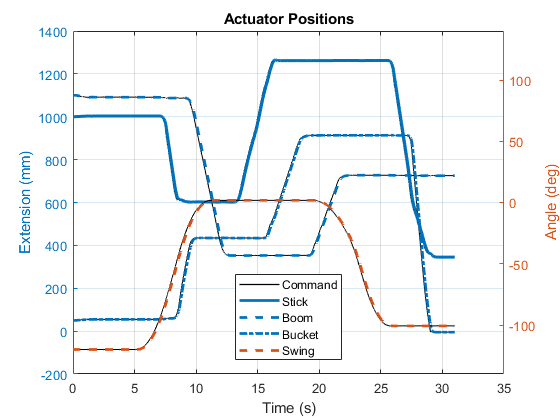 Actuator Positions
1400
1200
1000
800
600
400
200
0
-200
Extension (mm)
100
50
0
-50
-100
Angle (deg)
Command
Stick
Boom
Bucket
Swing
0 5 10 15 20 25 30 35
Time (s)